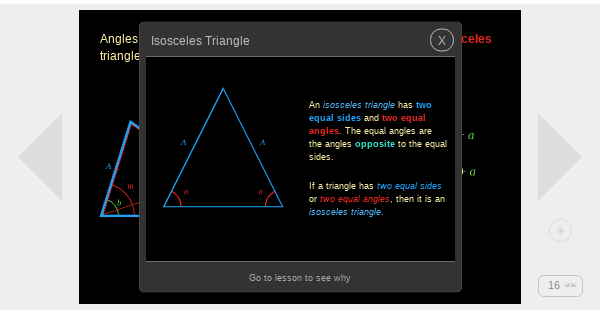 Angles
celes
triangle
Isosceles Triangle
X
An isosceles triangle has two
equal sides and two equal
angles. The equal angles are
the angles opposite to the equal
sides.
If a triangle has two equal sides
or two equal angles, then it is an
isosceles triangle.
A
A
a
a
A
m
b
- a
+ a
Go to lesson to see why
16 of 36